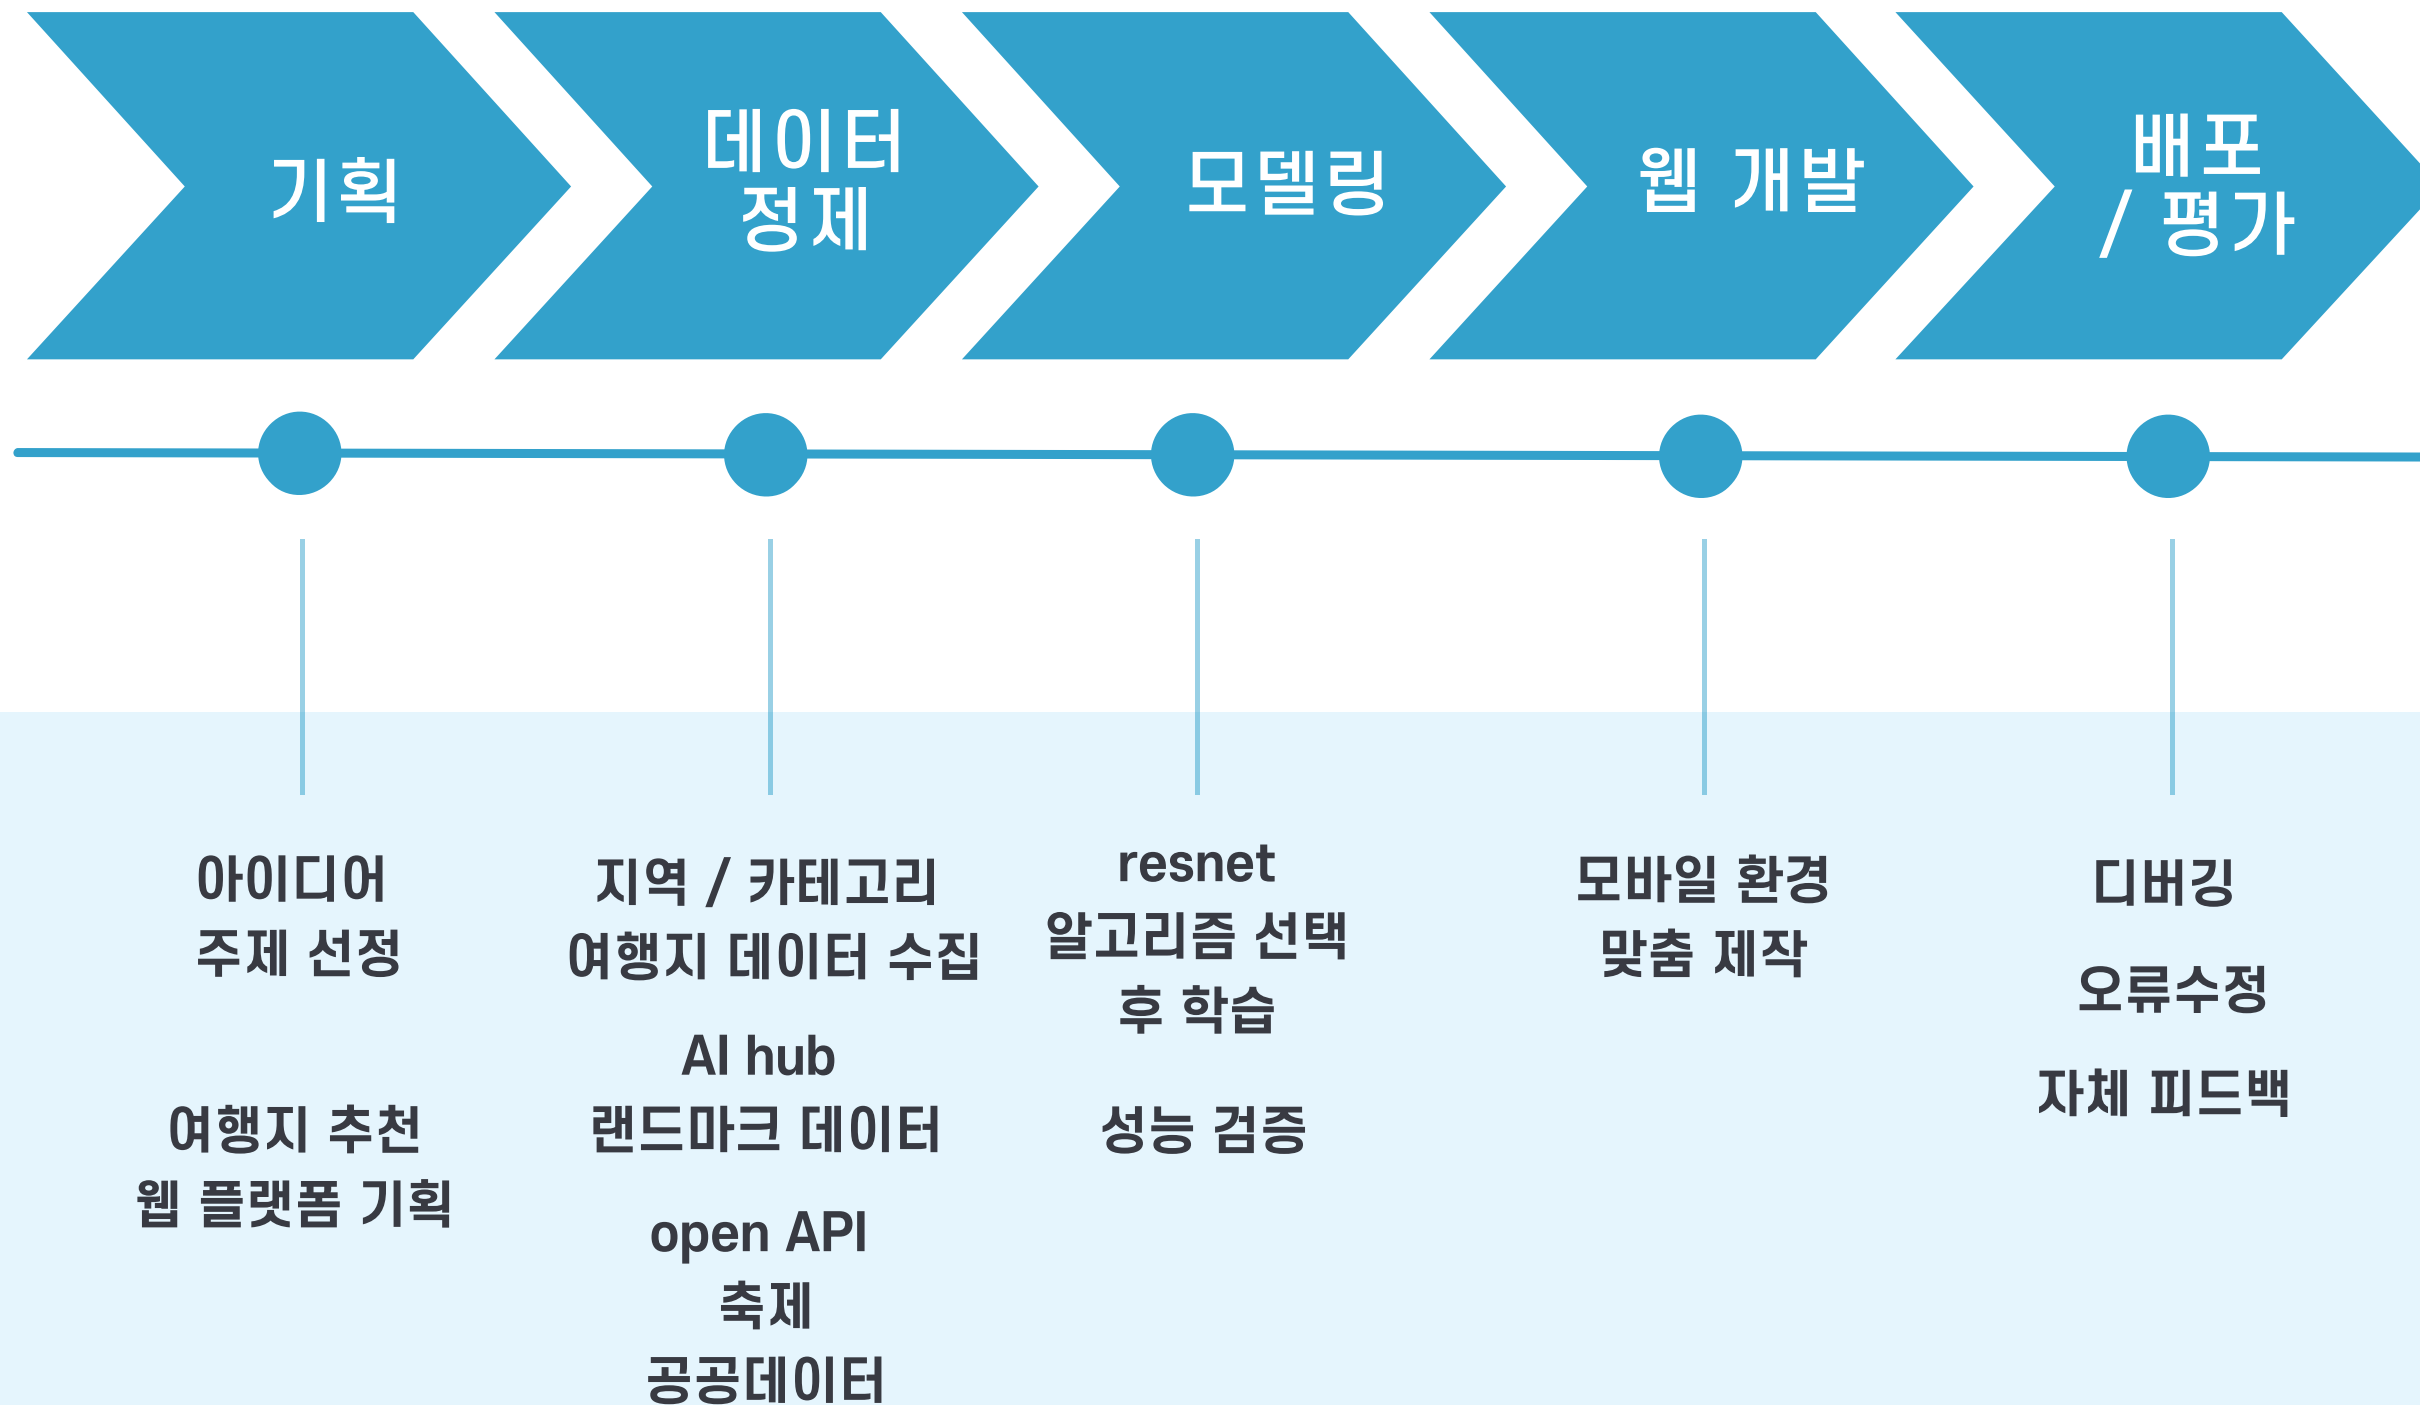 기획
데이터
정제
모델링
웹 개발
배포
/ 평가
아이디어
주제 선정
여행지 추천
웹 플랫폼 기획
지역 / 카테고리
여행지 데이터 수집
AI hub
랜드마크 데이터
open API
축제
공공데이터
resnet
알고리즘 선택
후 학습
성능 검증
모바일 환경
맞춤 제작
디버깅
오류수정
자체 피드백